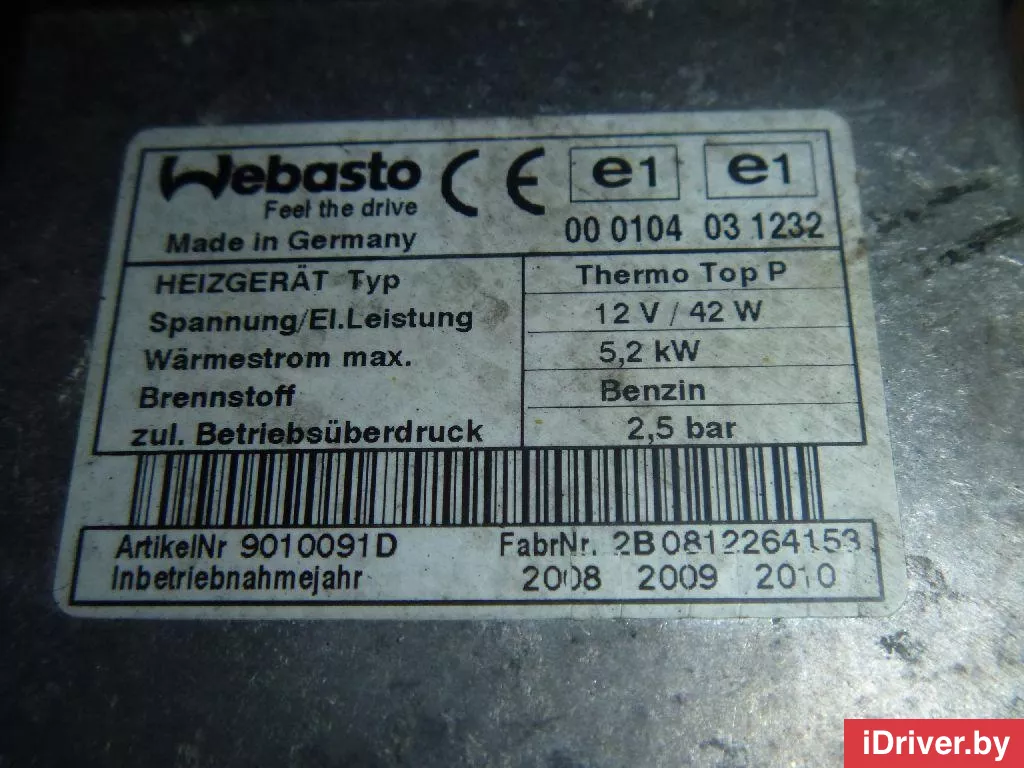 Webasto
Feel the drive
CE e1 e1
Made in Germany 00 0104 03 1232
HEIZGERÄT Typ Thermo Top P
Spannung/El.Leistung 12 V / 42 W
Wärmestrom max. 5,2 kW
Brennstoff Benzin
zul. Betriebsüberdruck 2,5 bar
ArtikelNr 9010091D FabrNr. 2B0812264153
Inbetriebnahmejahr 2008 2009 2010
iDriver.by